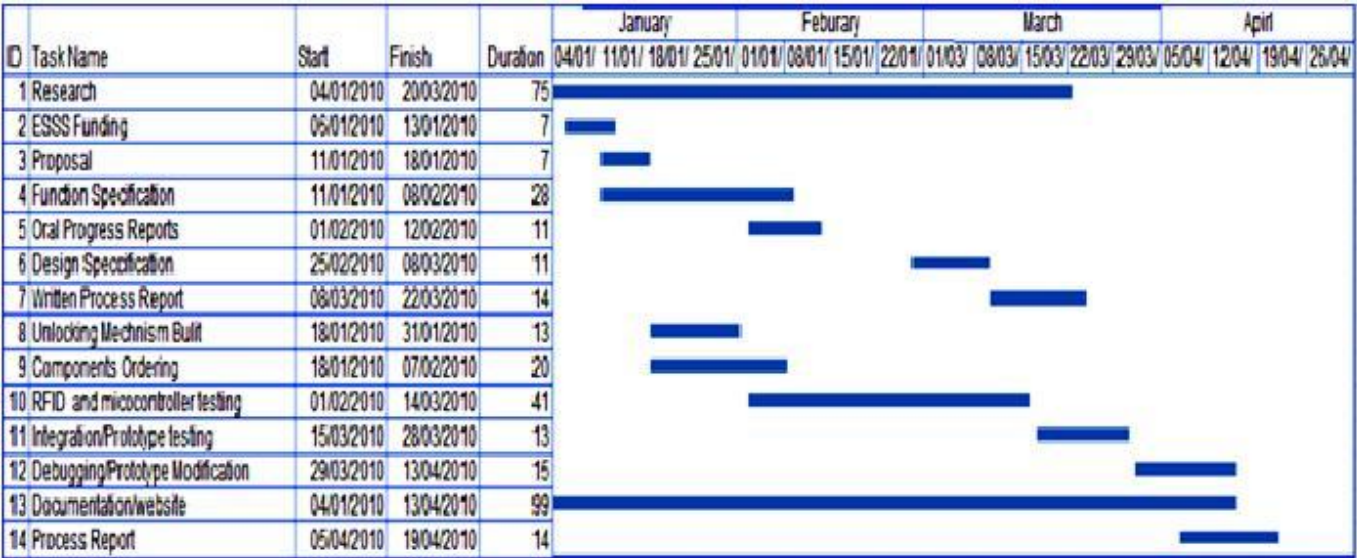 January Feburary March Apirl
ID Task Name Start Finish Duration 04/01/ 11/01/ 18/01/ 25/01/ 01/01/ 08/01/ 15/01/ 22/01/ 01/03/ 08/03/ 15/03/ 22/03/ 29/03/ 05/04/ 12/04/ 19/04/ 26/04/
1 Research 04/01/2010 20/03/2010 75
2 ESSS Funding 06/01/2010 13/01/2010 7
3 Proposal 11/01/2010 18/01/2010 7
4 Function Specification 11/01/2010 08/02/2010 28
5 Oral Progress Reports 01/02/2010 12/02/2010 11
6 Design Speccification 25/02/2010 08/03/2010 11
7 Written Process Report 08/03/2010 22/03/2010 14
8 Unlocking Mechnism Bulit 18/01/2010 31/01/2010 13
9 Components Ordering 18/01/2010 07/02/2010 20
10 RFID and micocontroller testing 01/02/2010 14/03/2010 41
11 Integration/Prototype testing 15/03/2010 28/03/2010 13
12 Debugging/Prototype Modification 29/03/2010 13/04/2010 15
13 Documentation/website 04/01/2010 13/04/2010 99
14 Process Report 05/04/2010 19/04/2010 14